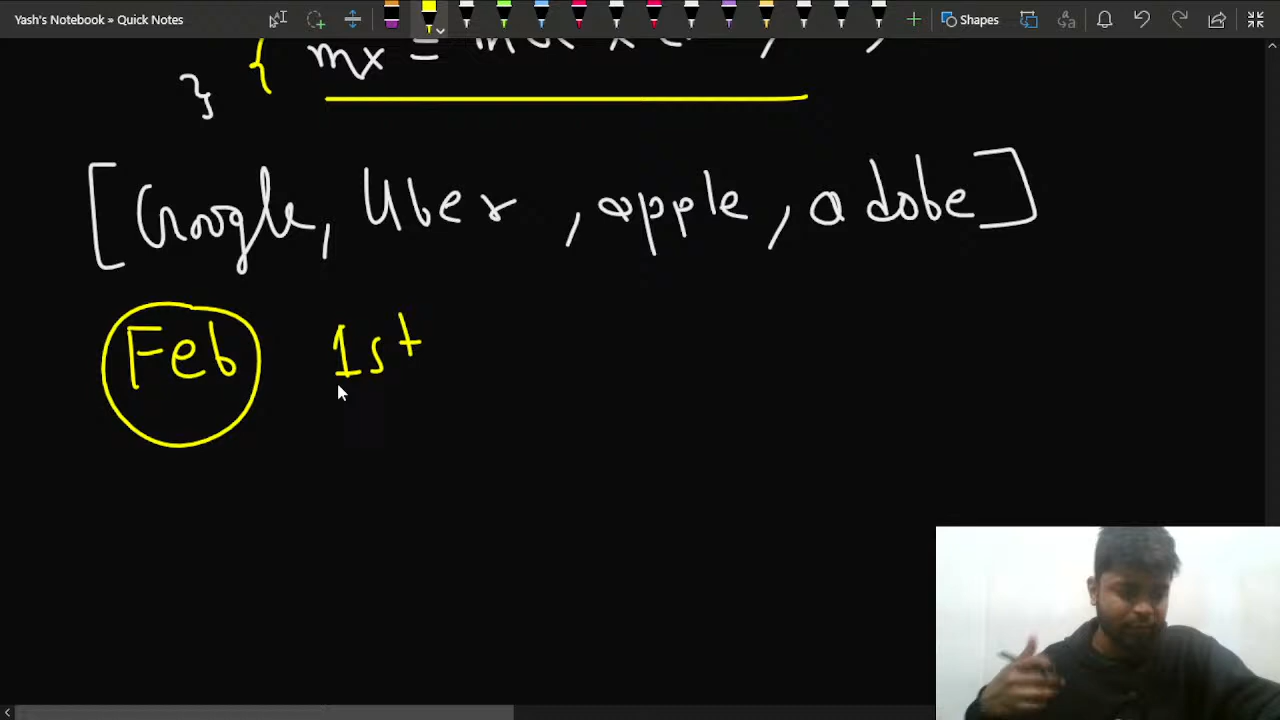 Yash's Notebook » Quick Notes
Shapes
} { mx =
[Google, Uber, apple, adobe]
Feb 1st